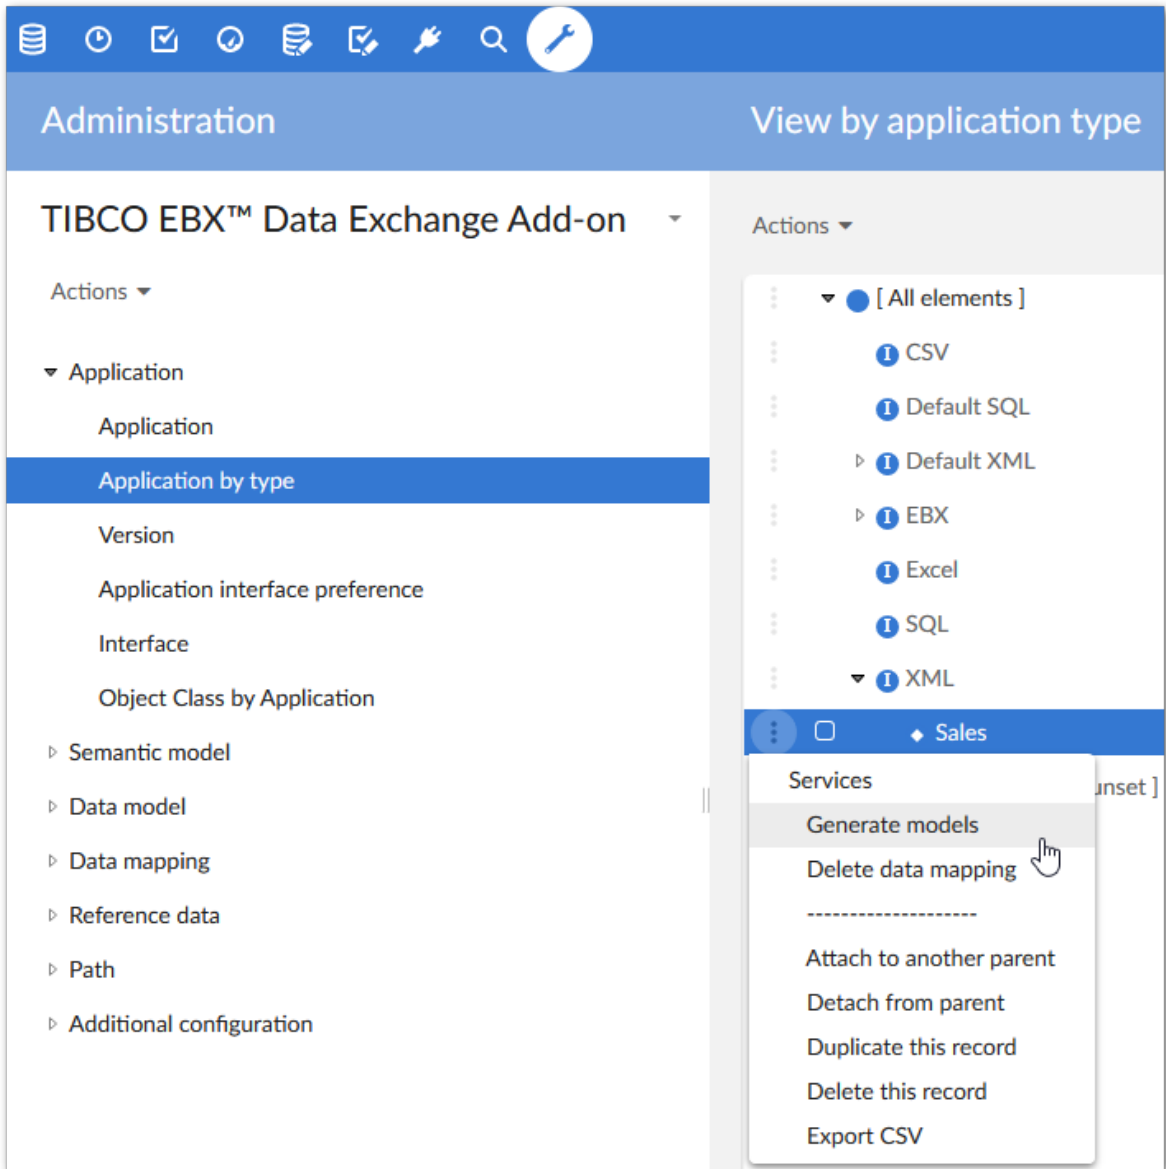 Administration
View by application type
TIBCO EBX™ Data Exchange Add-on
Actions
Application
Application
Application by type
Version
Application interface preference
Interface
Object Class by Application
Semantic model
Data model
Data mapping
Reference data
Path
Additional configuration
Actions
[ All elements ]
CSV
Default SQL
Default XML
EBX
Excel
SQL
XML
Sales
unset ]
Services
Generate models
Delete data mapping
--------------------
Attach to another parent
Detach from parent
Duplicate this record
Delete this record
Export CSV